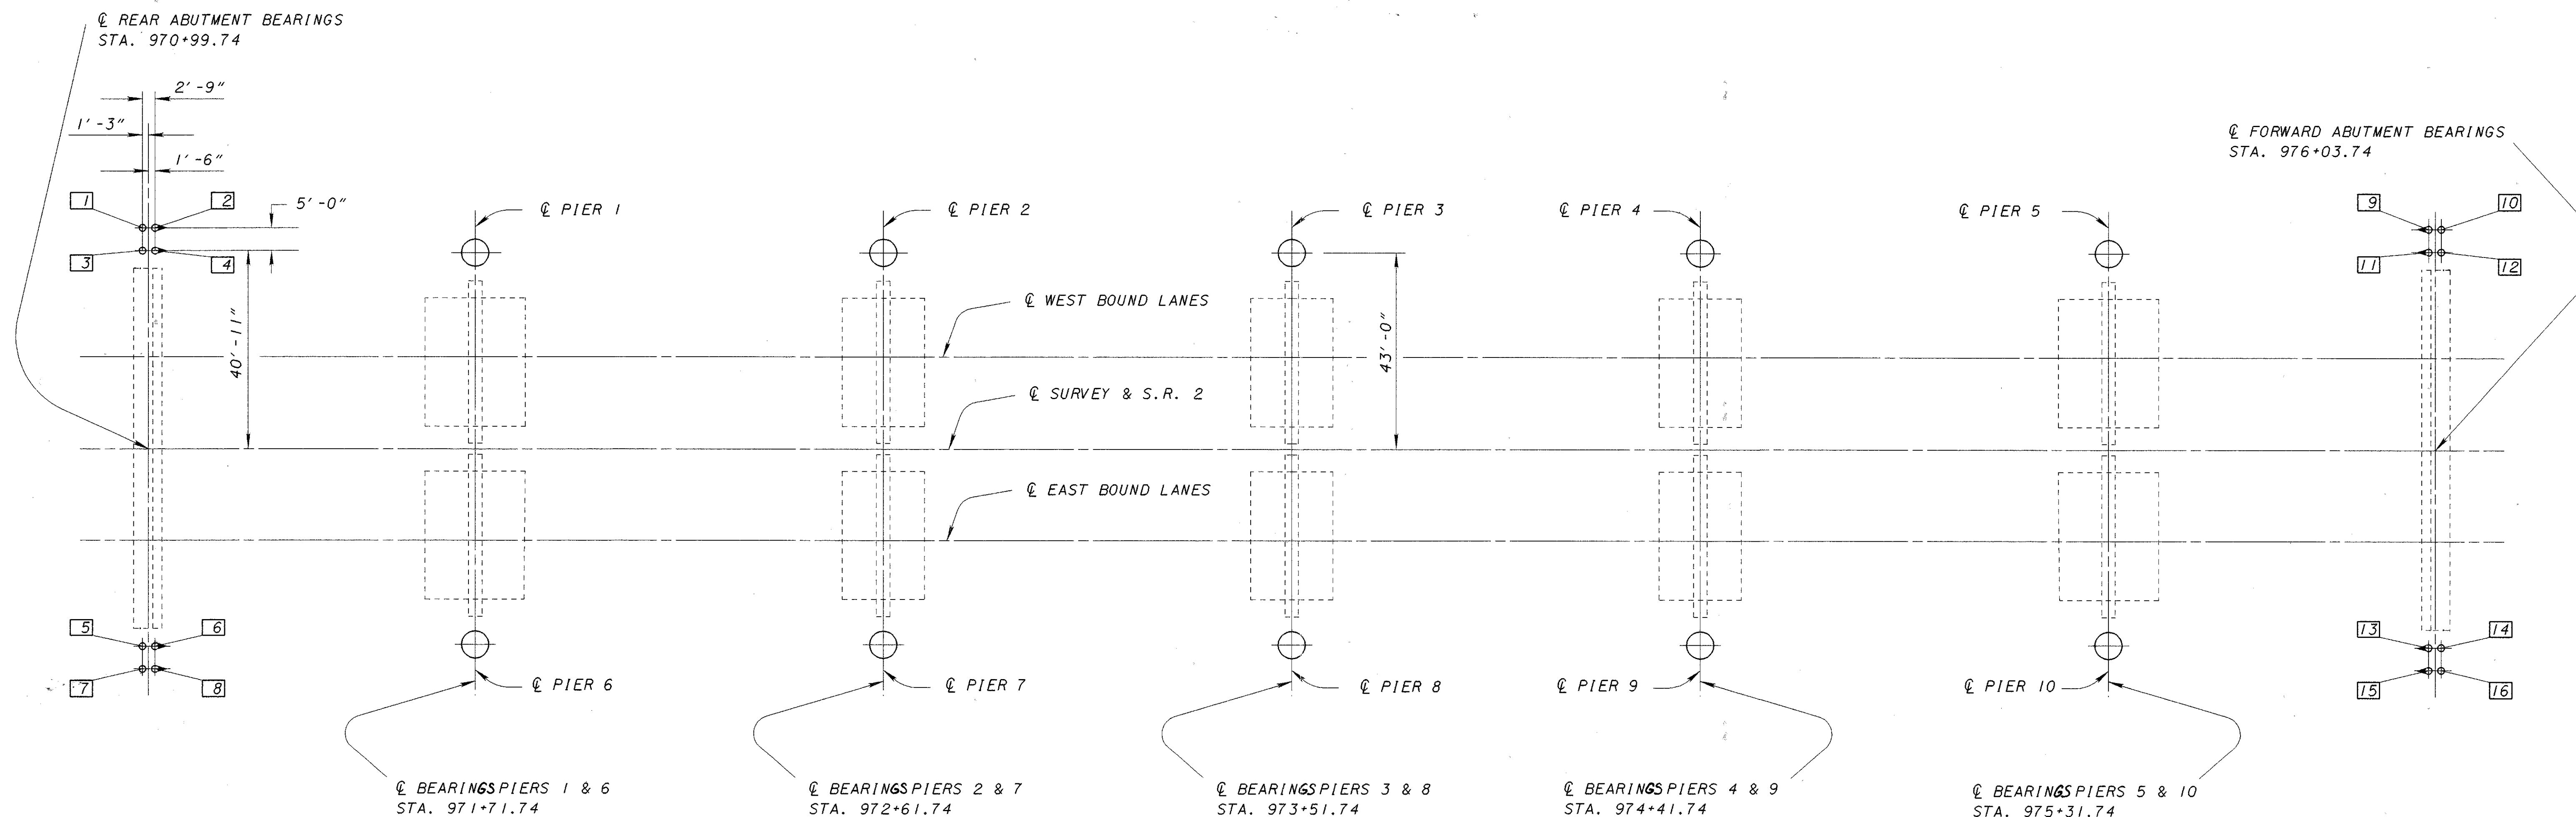 ℄ REAR ABUTMENT BEARINGS
STA. 970+99.74
2'-9"
1'-3"
1'-6"
5'-0"
1
2
3
4
℄ FORWARD ABUTMENT BEARINGS
STA. 976+03.74
℄ PIER 1
℄ PIER 2
℄ PIER 3
℄ PIER 4
℄ PIER 5
9
10
11
12
40'-11"
43'-0"
℄ WEST BOUND LANES
℄ SURVEY & S.R. 2
℄ EAST BOUND LANES
5
6
7
8
13
14
15
16
℄ PIER 6
℄ PIER 7
℄ PIER 8
℄ PIER 9
℄ PIER 10
℄ BEARINGS PIERS 1 & 6
STA. 971+71.74
℄ BEARINGS PIERS 2 & 7
STA. 972+61.74
℄ BEARINGS PIERS 3 & 8
STA. 973+51.74
℄ BEARINGS PIERS 4 & 9
STA. 974+41.74
℄ BEARINGS PIERS 5 & 10
STA. 975+31.74